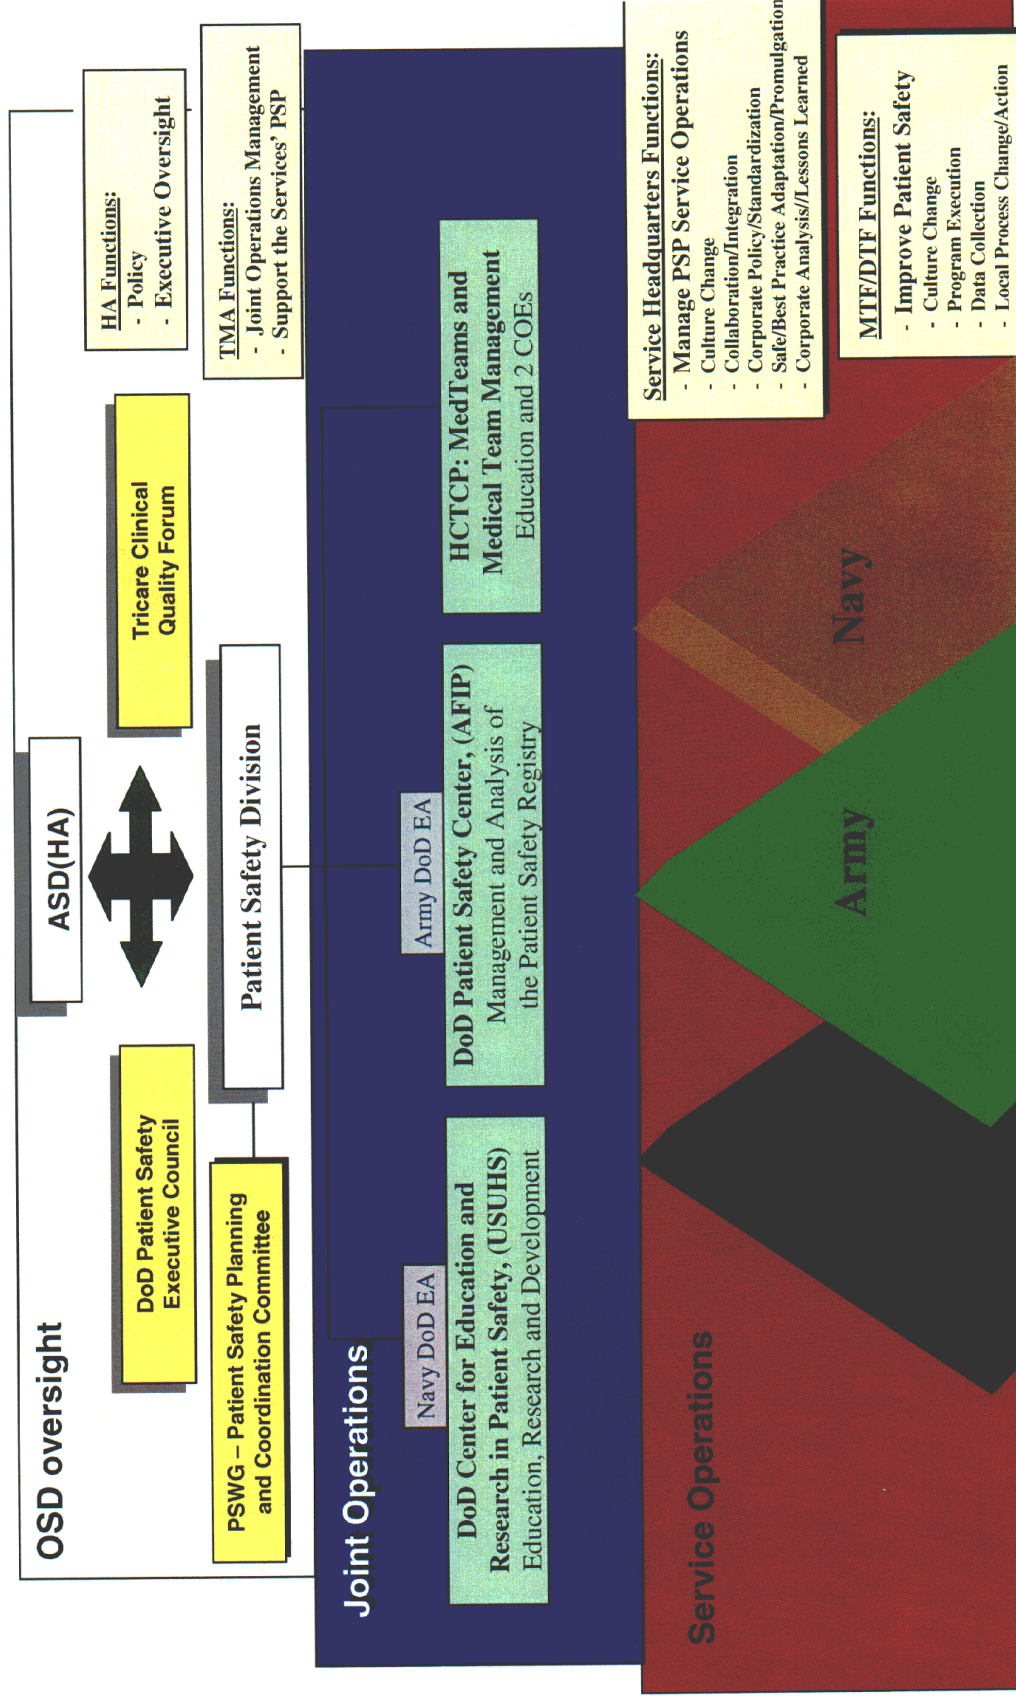 OSD oversight
ASD(HA)
HA Functions:
- Policy
- Executive Oversight
DoD Patient Safety
Executive Council
Tricare Clinical
Quality Forum
PSWG – Patient Safety Planning
and Coordination Committee
Patient Safety Division
TMA Functions:
- Joint Operations Management
- Support the Services' PSP
Joint Operations
Navy DoD EA
Army DoD EA
DoD Center for Education and
Research in Patient Safety, (USUHS)
Education, Research and Development
DoD Patient Safety Center, (AFIP)
Management and Analysis of
the Patient Safety Registry
HCTCP: MedTeams and
Medical Team Management
Education and 2 COEs
Service Operations
Service Headquarters Functions:
- Manage PSP Service Operations
- Culture Change
- Collaboration/Integration
- Corporate Policy/Standardization
- Safe/Best Practice Adaptation/Promulgation
- Corporate Analysis//Lessons Learned
Army
Navy
MTF/DTF Functions:
- Improve Patient Safety
- Culture Change
- Program Execution
- Data Collection
- Local Process Change/Action